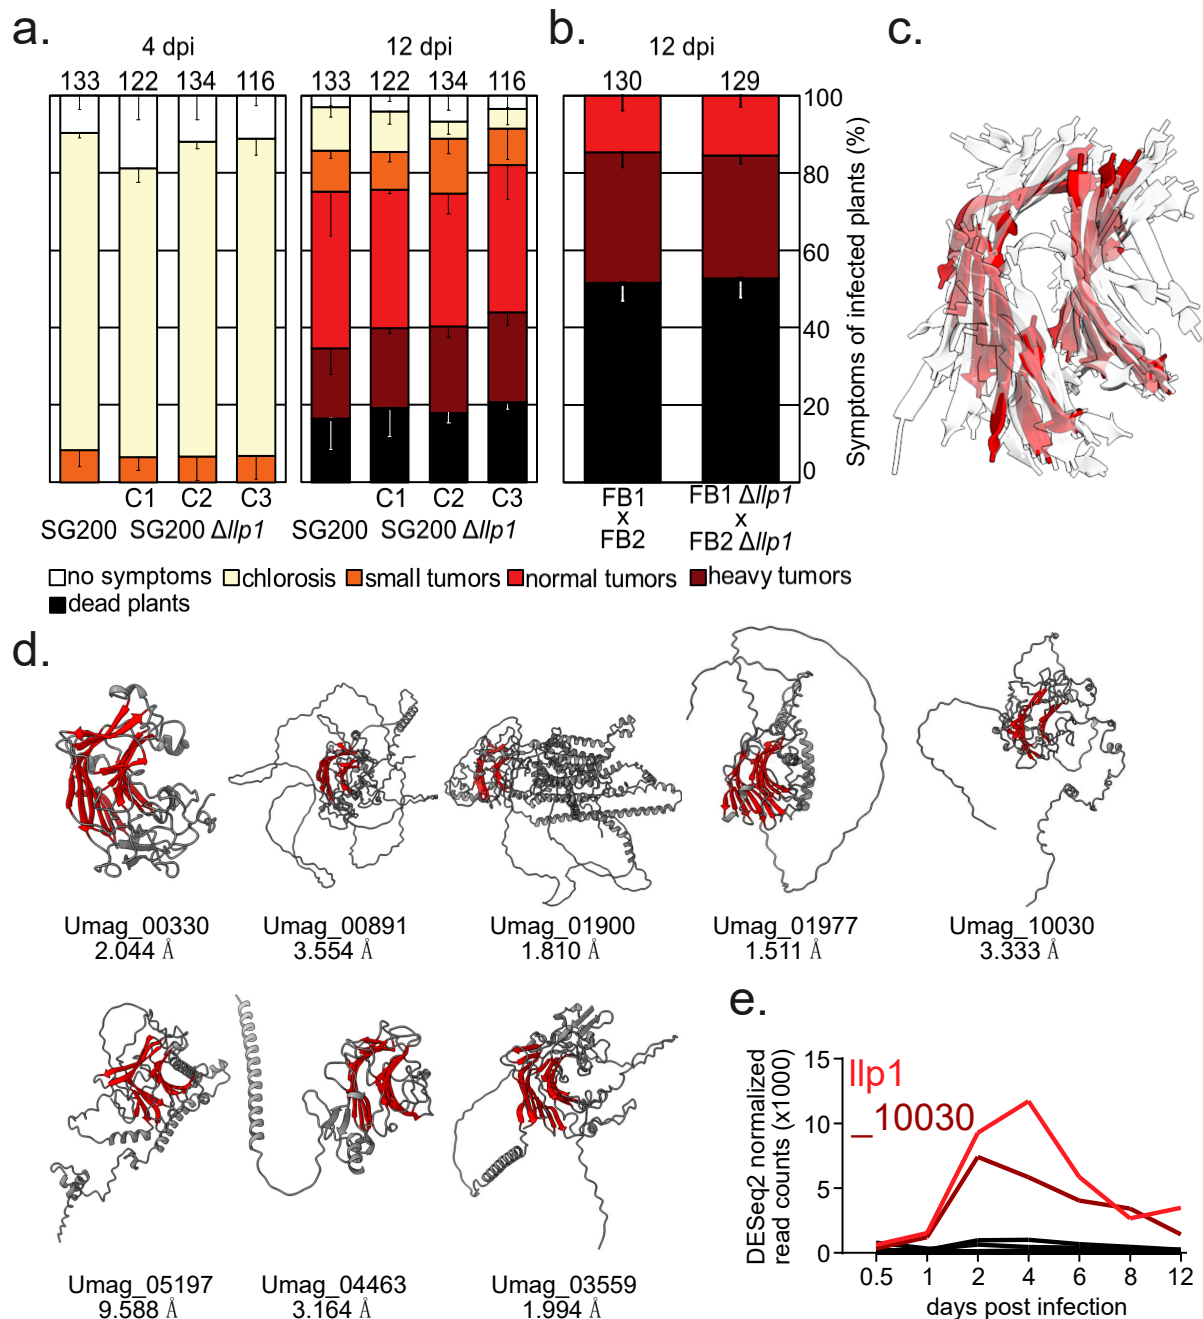 a.
4 dpi
12 dpi
133 122 134 116
133 122 134 116
C1 C2 C3
SG200 SG200 Δllp1
C1 C2 C3
SG200 SG200 Δllp1
b.
12 dpi
130 129
100
80
60
40
20
0
Symptoms of infected plants (%)
FB1
x
FB2
FB1 Δllp1
x
FB2 Δllp1
no symptoms chlorosis small tumors normal tumors heavy tumors
dead plants
c.
d.
Umag_00330
2.044 Å
Umag_00891
3.554 Å
Umag_01900
1.810 Å
Umag_01977
1.511 Å
Umag_10030
3.333 Å
Umag_05197
9.588 Å
Umag_04463
3.164 Å
Umag_03559
1.994 Å
e.
DESeq2 normalized
read counts (x1000)
15
10
5
0
llp1
_10030
0.5 1 2 4 6 8 12
days post infection